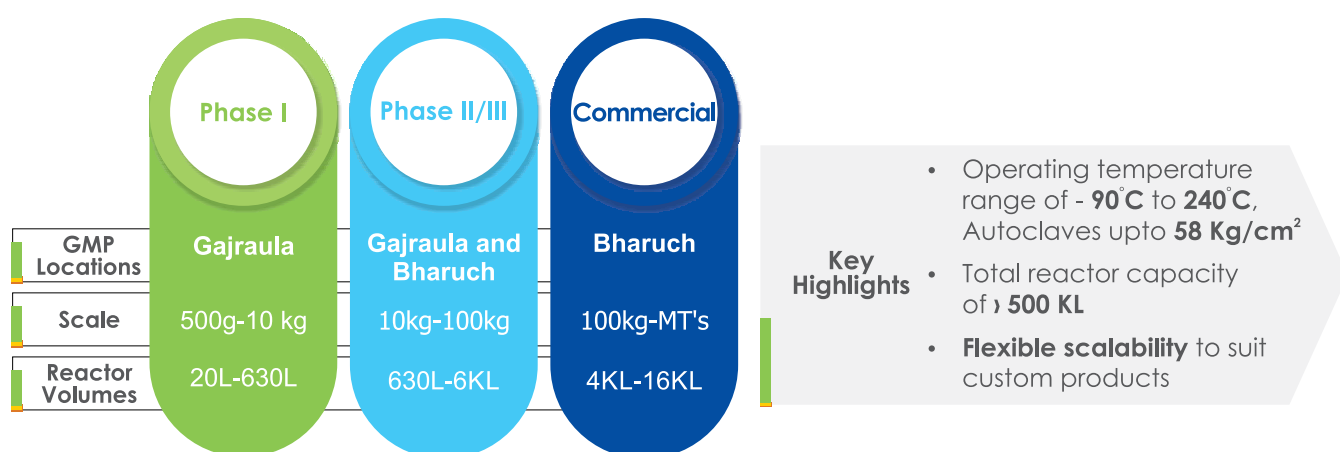 Phase I
Phase II/III
Commercial
GMP
Locations
Gajraula
Gajraula and
Bharuch
Bharuch
Scale
500g-10 kg
10kg-100kg
100kg-MT's
Reactor
Volumes
20L-630L
630L-6KL
4KL-16KL
Key
Highlights
• Operating temperature
range of - 90°C to 240°C,
Autoclaves upto 58 Kg/cm²
• Total reactor capacity
of › 500 KL
• Flexible scalability to suit
custom products